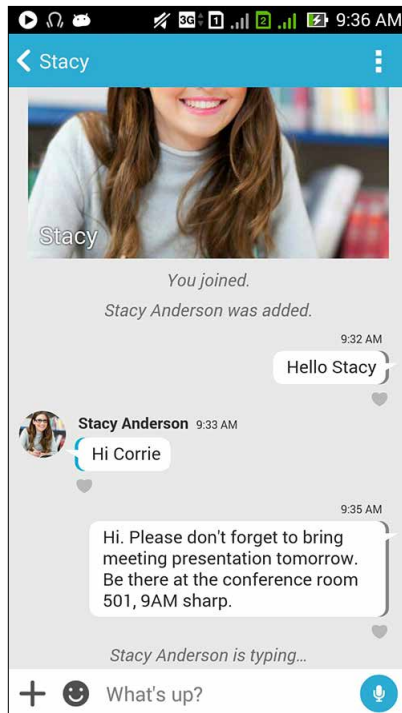 3G 1 2 9:36 AM
Stacy
Stacy
You joined.
Stacy Anderson was added.
9:32 AM
Hello Stacy
Stacy Anderson 9:33 AM
Hi Corrie
9:35 AM
Hi. Please don't forget to bring
meeting presentation tomorrow.
Be there at the conference room
501, 9AM sharp.
Stacy Anderson is typing...
What's up?